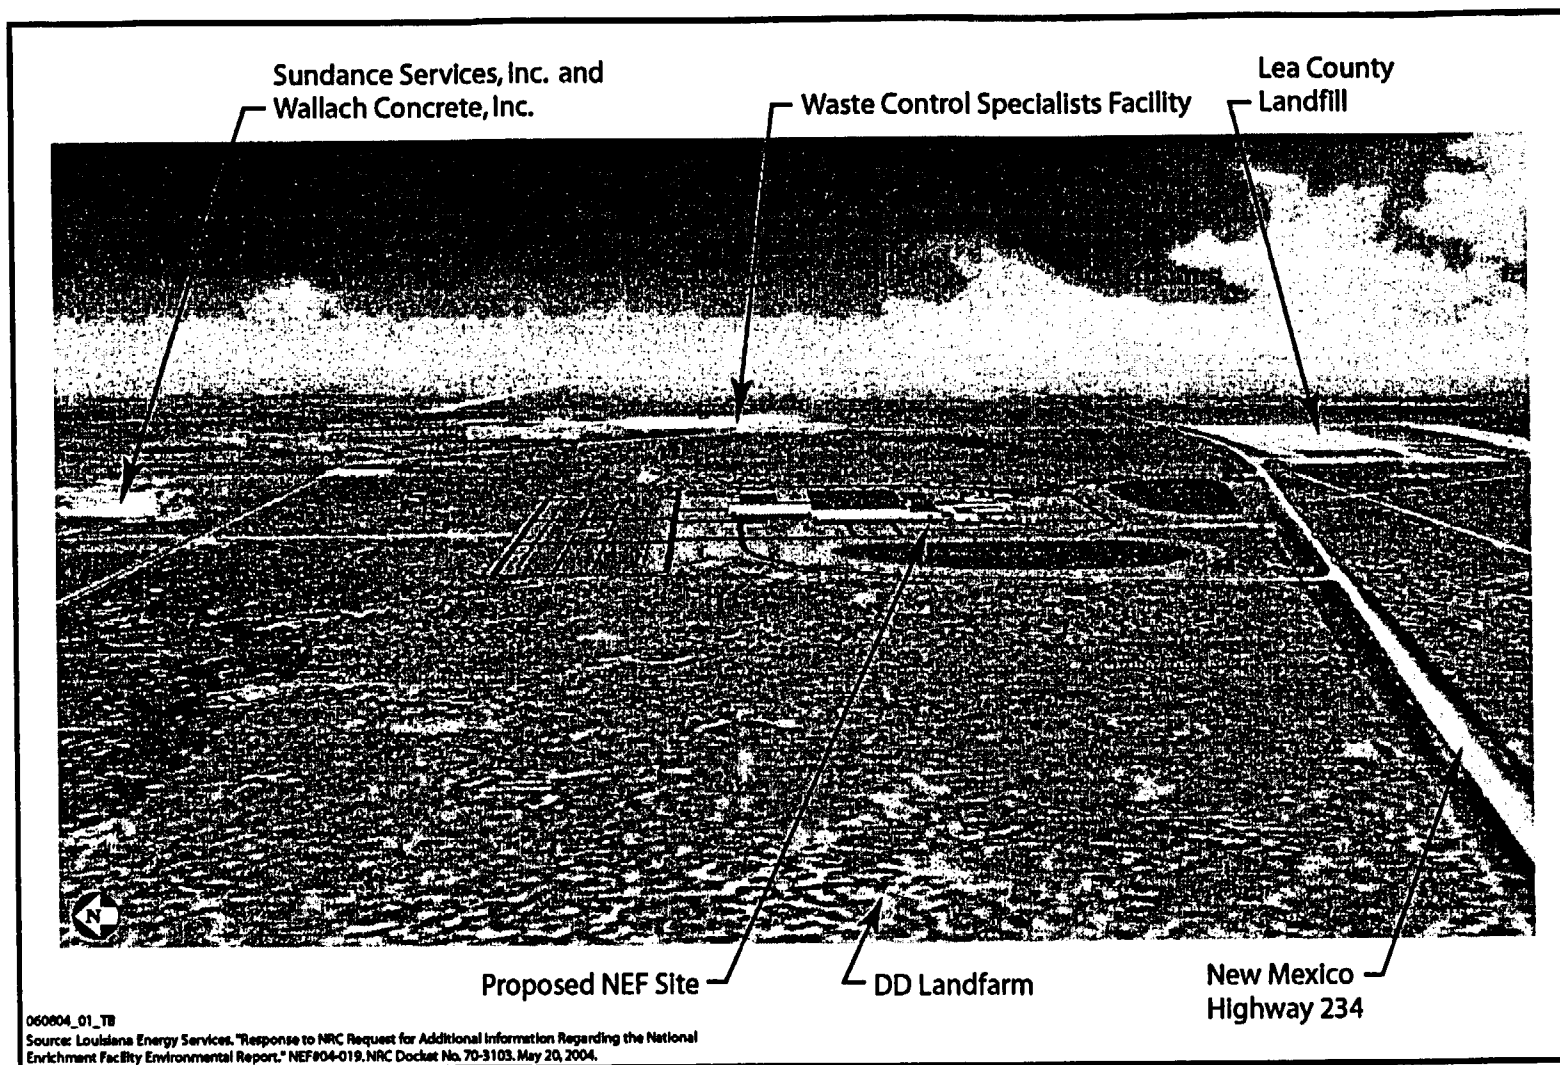 Sundance Services, Inc. and
Wallach Concrete, Inc.
Waste Control Specialists Facility
Lea County
Landfill
N
Proposed NEF Site
DD Landfarm
New Mexico
Highway 234
060804_01_TB
Source: Louisiana Energy Services. "Response to NRC Request for Additional Information Regarding the National
Enrichment Facility Environmental Report." NEF#04-019. NRC Docket No. 70-3103. May 20, 2004.